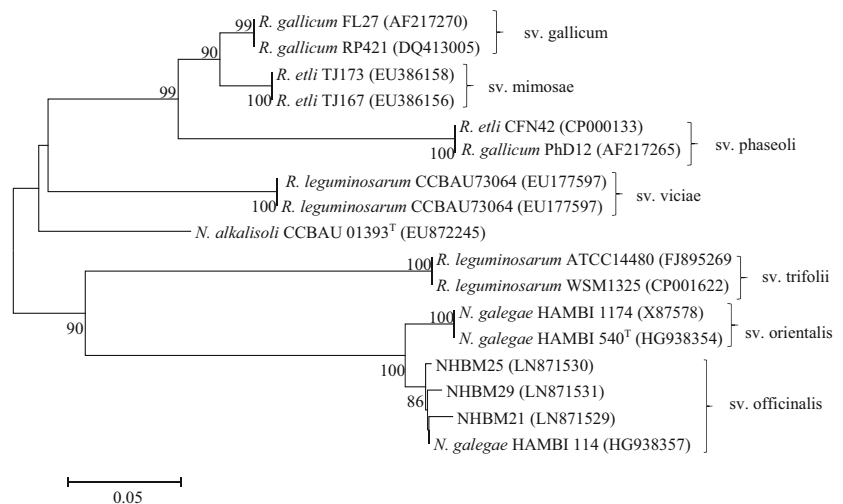 99
R. gallicum FL27 (AF217270)
R. gallicum RP421 (DQ413005)
sv. gallicum
90
R. etli TJ173 (EU386158)
100 R. etli TJ167 (EU386156)
sv. mimosae
99
R. etli CFN42 (CP000133)
100 R. gallicum PhD12 (AF217265)
sv. phaseoli
R. leguminosarum CCBAU73064 (EU177597)
100 R. leguminosarum CCBAU73064 (EU177597)
sv. viciae
N. alkalisoli CCBAU 01393T (EU872245)
100 R. leguminosarum ATCC14480 (FJ895269
R. leguminosarum WSM1325 (CP001622)
sv. trifolii
90
100 N. galegae HAMBI 1174 (X87578)
N. galegae HAMBI 540T (HG938354)
sv. orientalis
100
NHBM25 (LN871530)
86
NHBM29 (LN871531)
NHBM21 (LN871529)
N. galegae HAMBI 114 (HG938357)
sv. officinalis
0.05